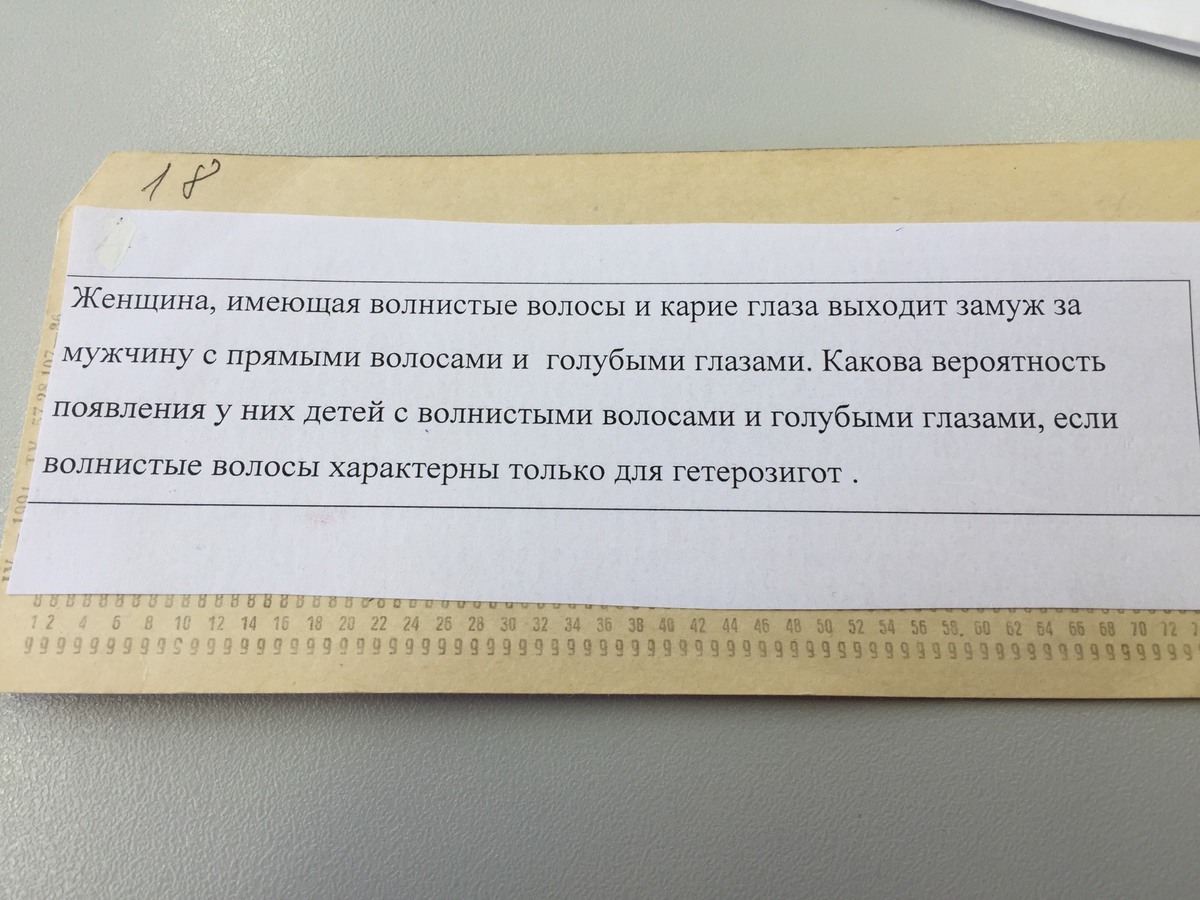 18
Женщина, имеющая волнистые волосы и карие глаза выходит замуж за
мужчину с прямыми волосами и голубыми глазами. Какова вероятность
появления у них детей с волнистыми волосами и голубыми глазами, если
волнистые волосы характерны только для гетерозигот .
1 2 4 6 8 10 12 14 16 18 20 22 24 26 28 30 32 34 36 38 40 42 44 46 48 50 52 54 56 58. 60 62 64 66 68 70 72